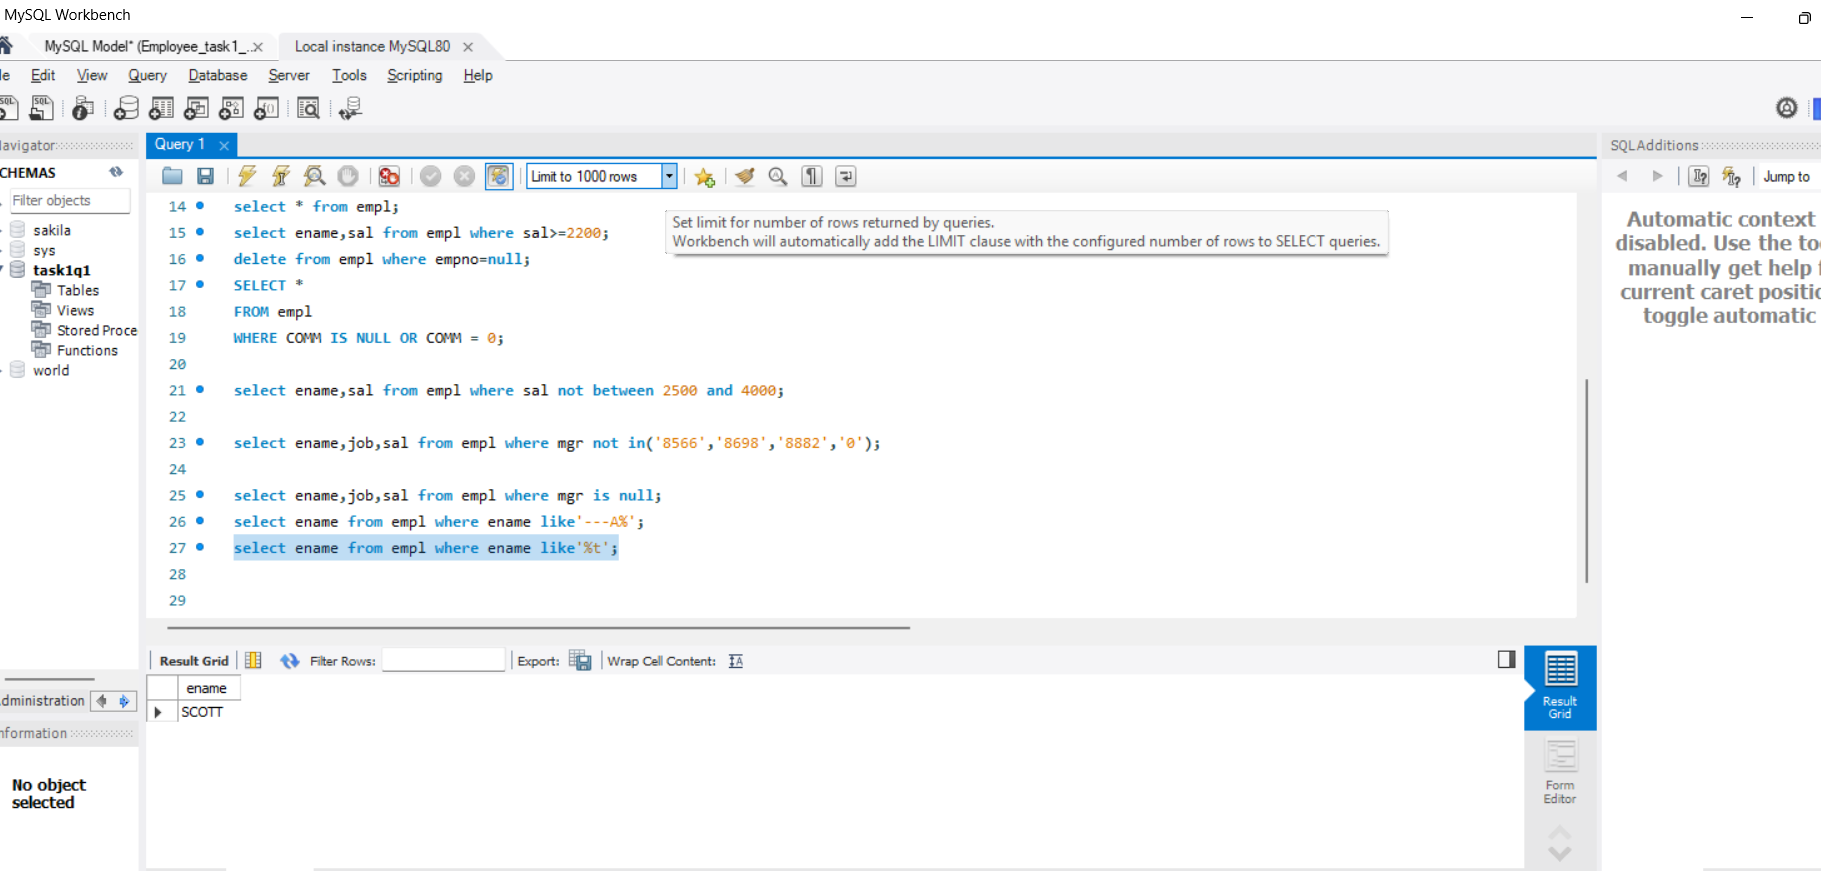 MySQL Workbench
MySQL Model* (Employee_task1_...×
Local instance MySQL80 ×
le Edit View Query Database Server Tools Scripting Help
Navigator
Query 1 ×
SQLAdditions
CHEMAS
Limit to 1000 rows
Jump to
Filter objects
sakila
sys
task1q1
Tables
Views
Stored Proce
Functions
world
Set limit for number of rows returned by queries.
Workbench will automatically add the LIMIT clause with the configured number of rows to SELECT queries.
14 select * from empl;
15 select ename,sal from empl where sal>=2200;
16 delete from empl where empno=null;
17 SELECT *
18 FROM empl
19 WHERE COMM IS NULL OR COMM = 0;
20
21 select ename,sal from empl where sal not between 2500 and 4000;
22
23 select ename,job,sal from empl where mgr not in('8566','8698','8882','0');
24
25 select ename,job,sal from empl where mgr is null;
26 select ename from empl where ename like'---A%';
27 select ename from empl where ename like'%t';
28
29
Automatic context
disabled. Use the too
manually get help f
current caret positio
toggle automatic
Result Grid
Filter Rows:
Export:
Wrap Cell Content:
ename
SCOTT
dministration
nformation
No object
selected
Result
Grid
Form
Editor